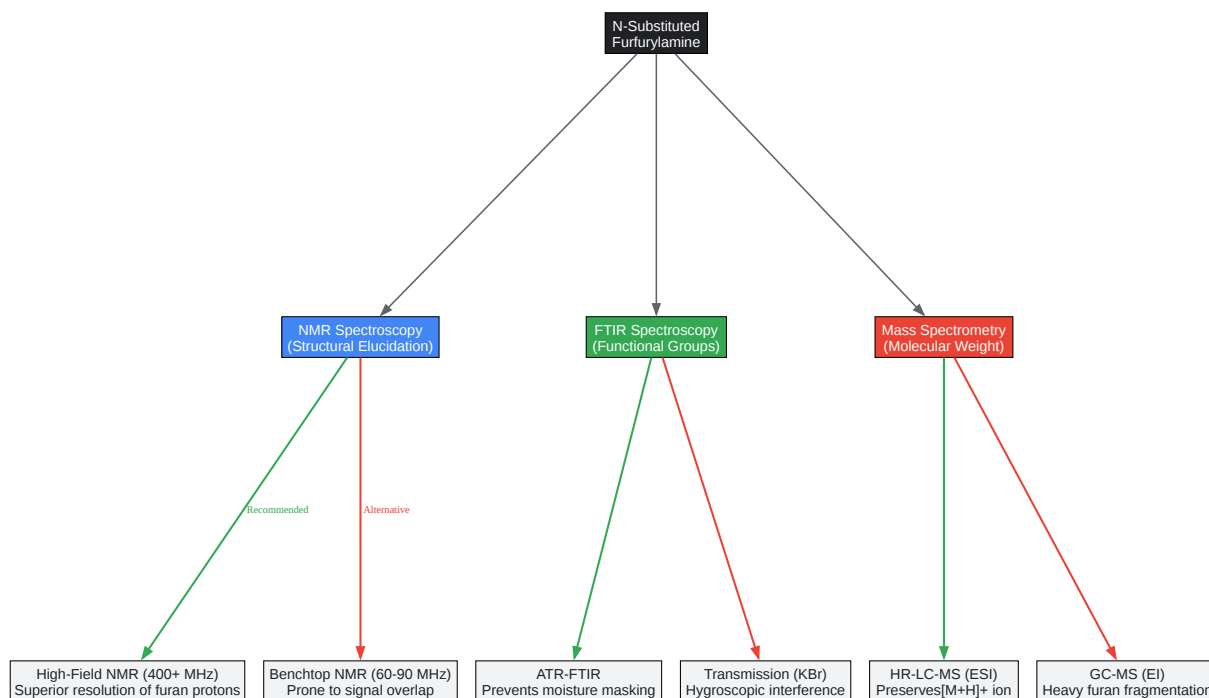 N-Substituted
Furfurylamine
NMR Spectroscopy
(Structural Elucidation)
FTIR Spectroscopy
(Functional Groups)
Mass Spectrometry
(Molecular Weight)
Recommended
Alternative
High-Field NMR (400+ MHz)
Superior resolution of furan protons
Benchtop NMR (60-90 MHz)
Prone to signal overlap
ATR-FTIR
Prevents moisture masking
Transmission (KBr)
Hygroscopic interference
HR-LC-MS (ESI)
Preserves[M+H]+ ion
GC-MS (EI)
Heavy furan fragmentation